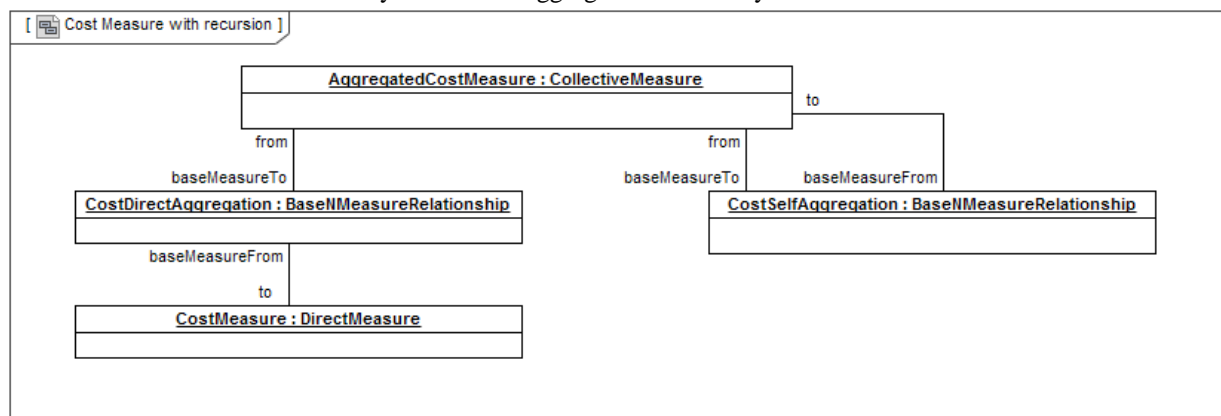 [ Cost Measure with recursion ]
AggregatedCostMeasure : CollectiveMeasure
to
from
from
baseMeasureTo
baseMeasureTo
baseMeasureFrom
CostDirectAggregation : BaseNMeasureRelationship
CostSelfAggregation : BaseNMeasureRelationship
baseMeasureFrom
to
CostMeasure : DirectMeasure